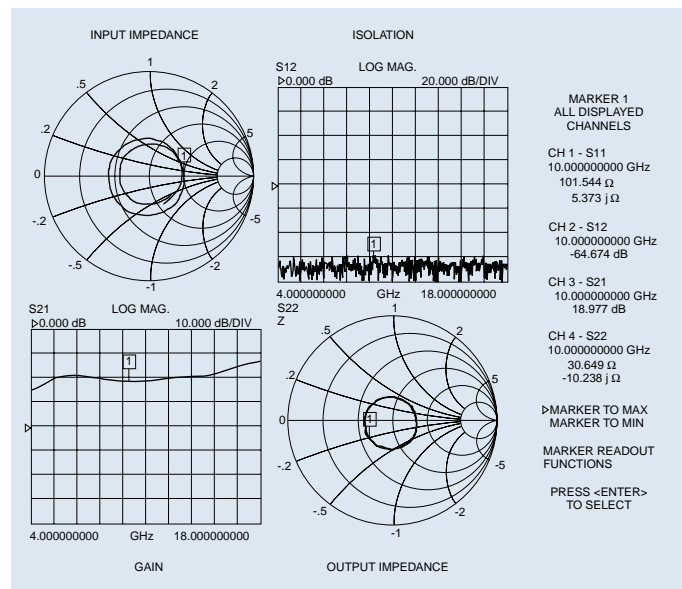 INPUT IMPEDANCE
1
.5
2
.2
5
1
0
-.2
-5
-.5
-2
-1
ISOLATION
S12
LOG MAG.
▷0.000 dB
20.000 dB/DIV
▷
1
4.000000000
GHz
18.000000000
S21
LOG MAG.
▷0.000 dB
10.000 dB/DIV
1
▷
4.000000000
GHz
18.000000000
GAIN
S22
Z
1
.5
2
.2
5
1
0
-.2
-5
-.5
-2
-1
OUTPUT IMPEDANCE
MARKER 1
ALL DISPLAYED
CHANNELS
CH 1 - S11
10.000000000 GHz
101.544 Ω
5.373 j Ω
CH 2 - S12
10.000000000 GHz
-64.674 dB
CH 3 - S21
10.000000000 GHz
18.977 dB
CH 4 - S22
10.000000000 GHz
30.649 Ω
-10.238 j Ω
▷MARKER TO MAX
MARKER TO MIN
MARKER READOUT
FUNCTIONS
PRESS <ENTER>
TO SELECT